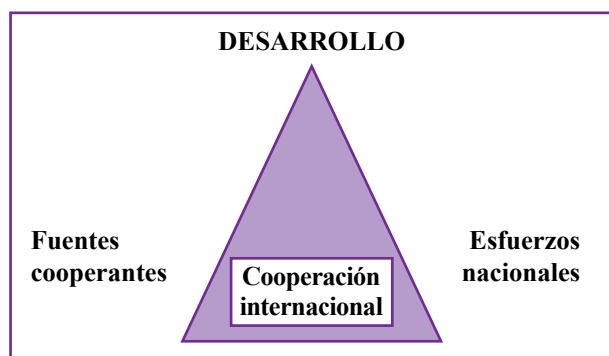 DESARROLLO
Fuentes
cooperantes
Esfuerzos
nacionales
Cooperación
internacional